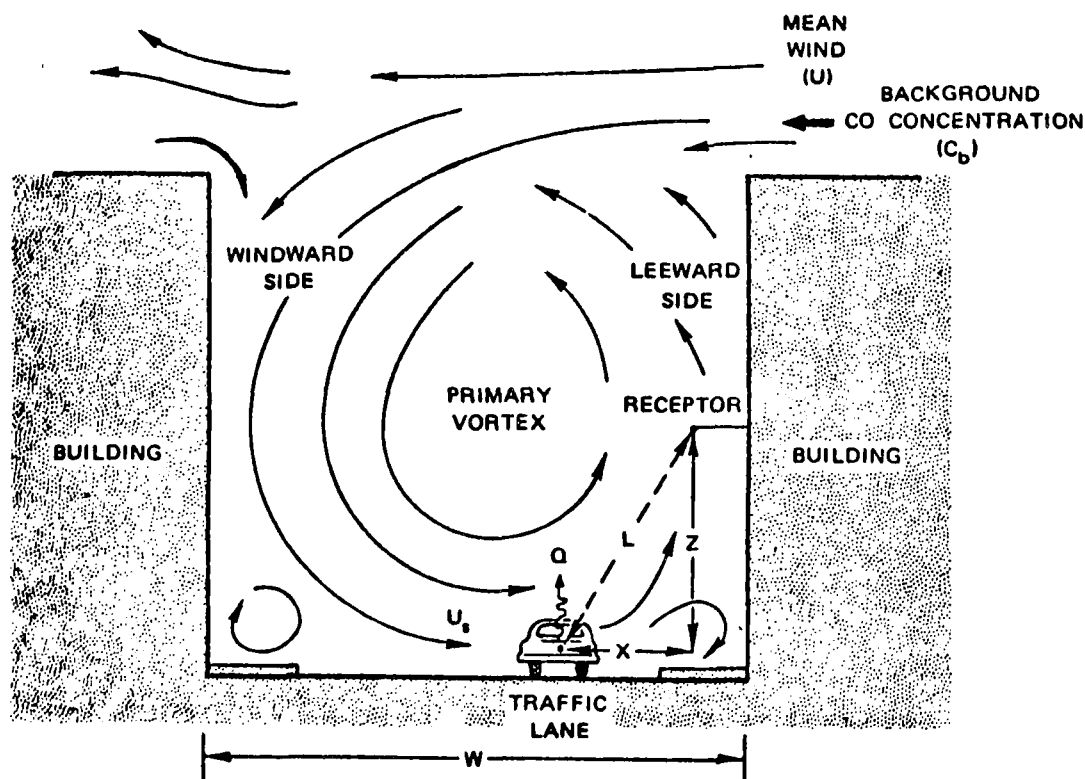 MEAN
WIND
(U)
BACKGROUND
CO CONCENTRATION
(C_b)
WINDWARD
SIDE
LEEWARD
SIDE
PRIMARY
VORTEX
RECEPTOR
BUILDING
BUILDING
L
Z
Q
U_s
X
TRAFFIC
LANE
W